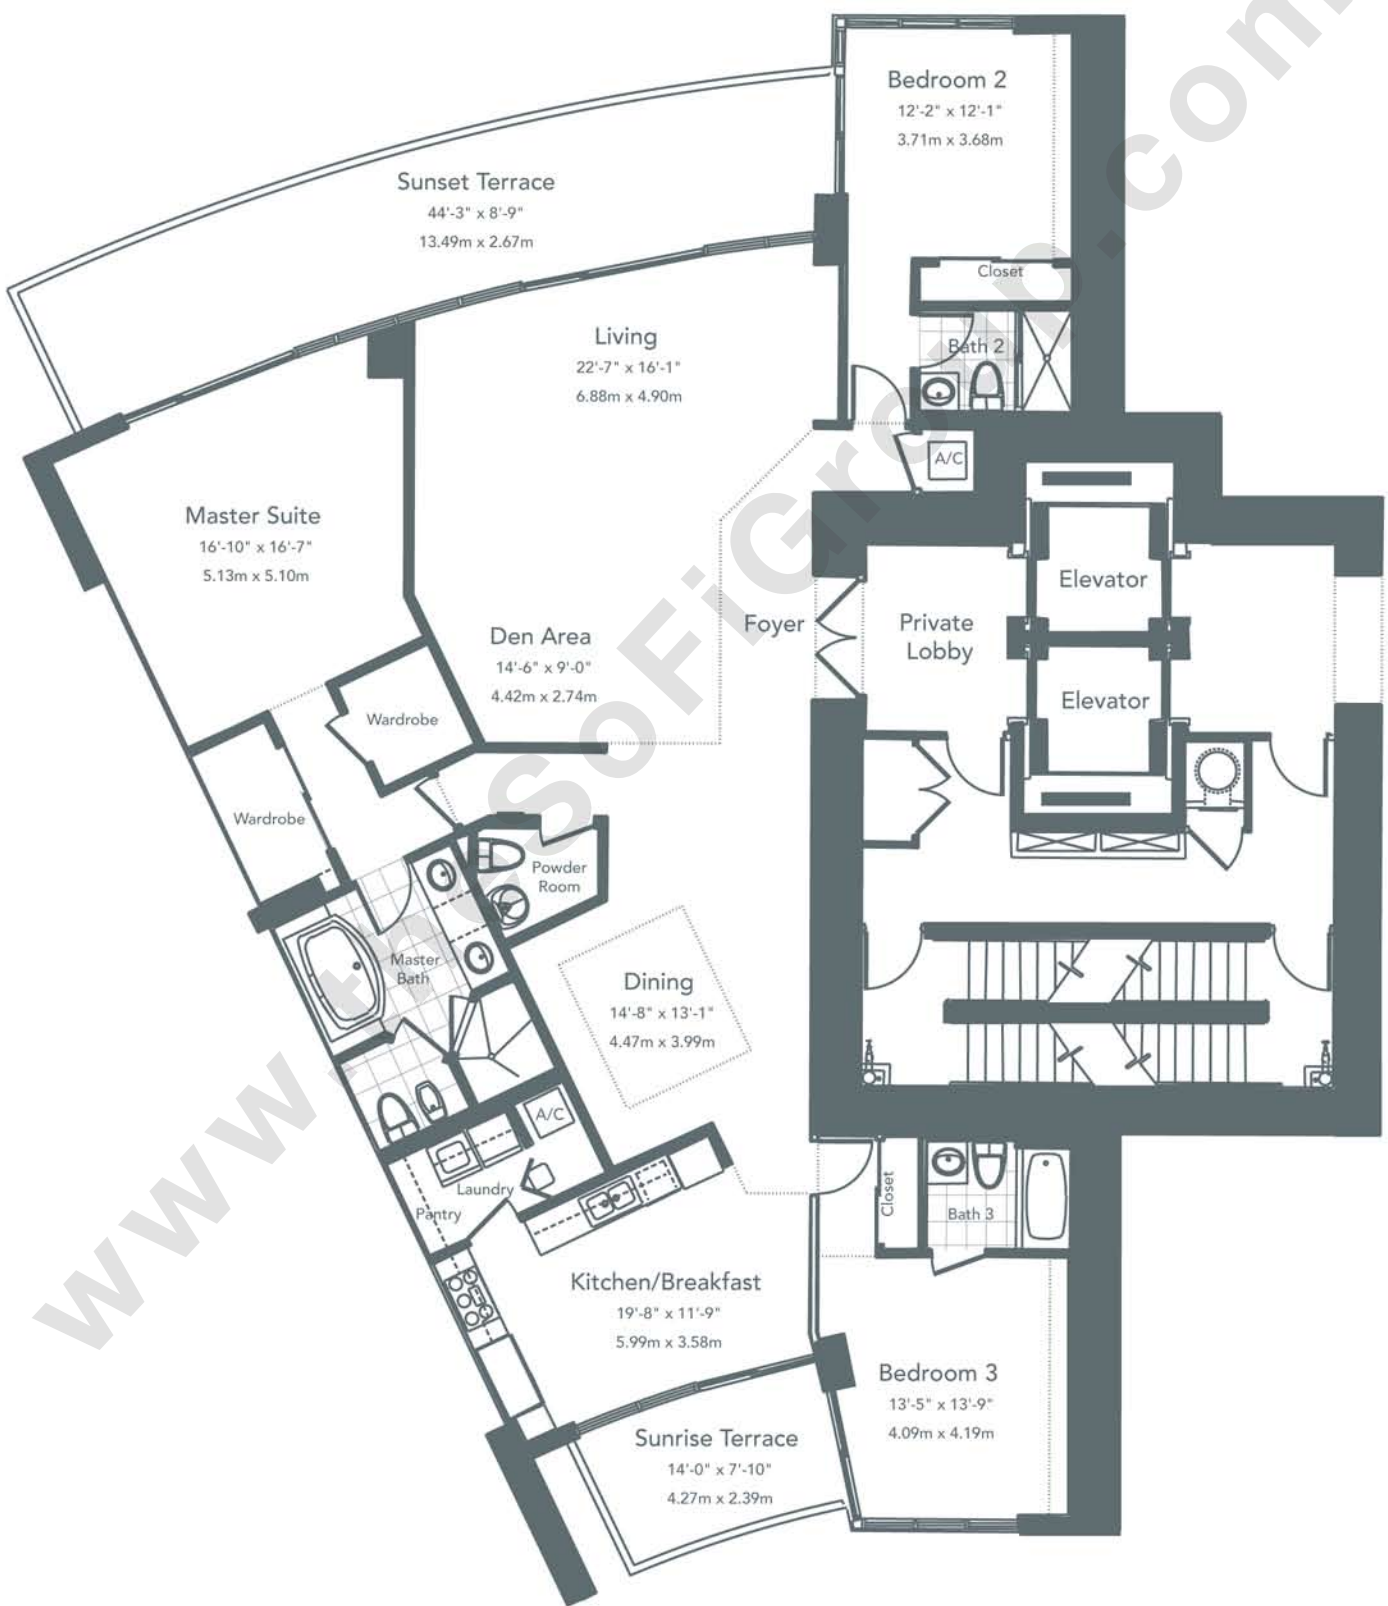 Bedroom 2
12'-2" x 12'-1"
3.71m x 3.68m
Sunset Terrace
44'-3" x 8'-9"
13.49m x 2.67m
Closet
Living
22'-7" x 16'-1"
6.88m x 4.90m
Bath 2
A/C
Master Suite
16'-10" x 16'-7"
5.13m x 5.10m
Elevator
Foyer
Private
Lobby
Den Area
14'-6" x 9'-0"
4.42m x 2.74m
Elevator
Wardrobe
Wardrobe
Powder
Room
Master
Bath
Dining
14'-8" x 13'-1"
4.47m x 3.99m
A/C
Laundry
Pantry
Closet
Bath 3
Kitchen/Breakfast
19'-8" x 11'-9"
5.99m x 3.58m
Bedroom 3
13'-5" x 13'-9"
4.09m x 4.19m
Sunrise Terrace
14'-0" x 7'-10"
4.27m x 2.39m
www.theSoFiGroup.com